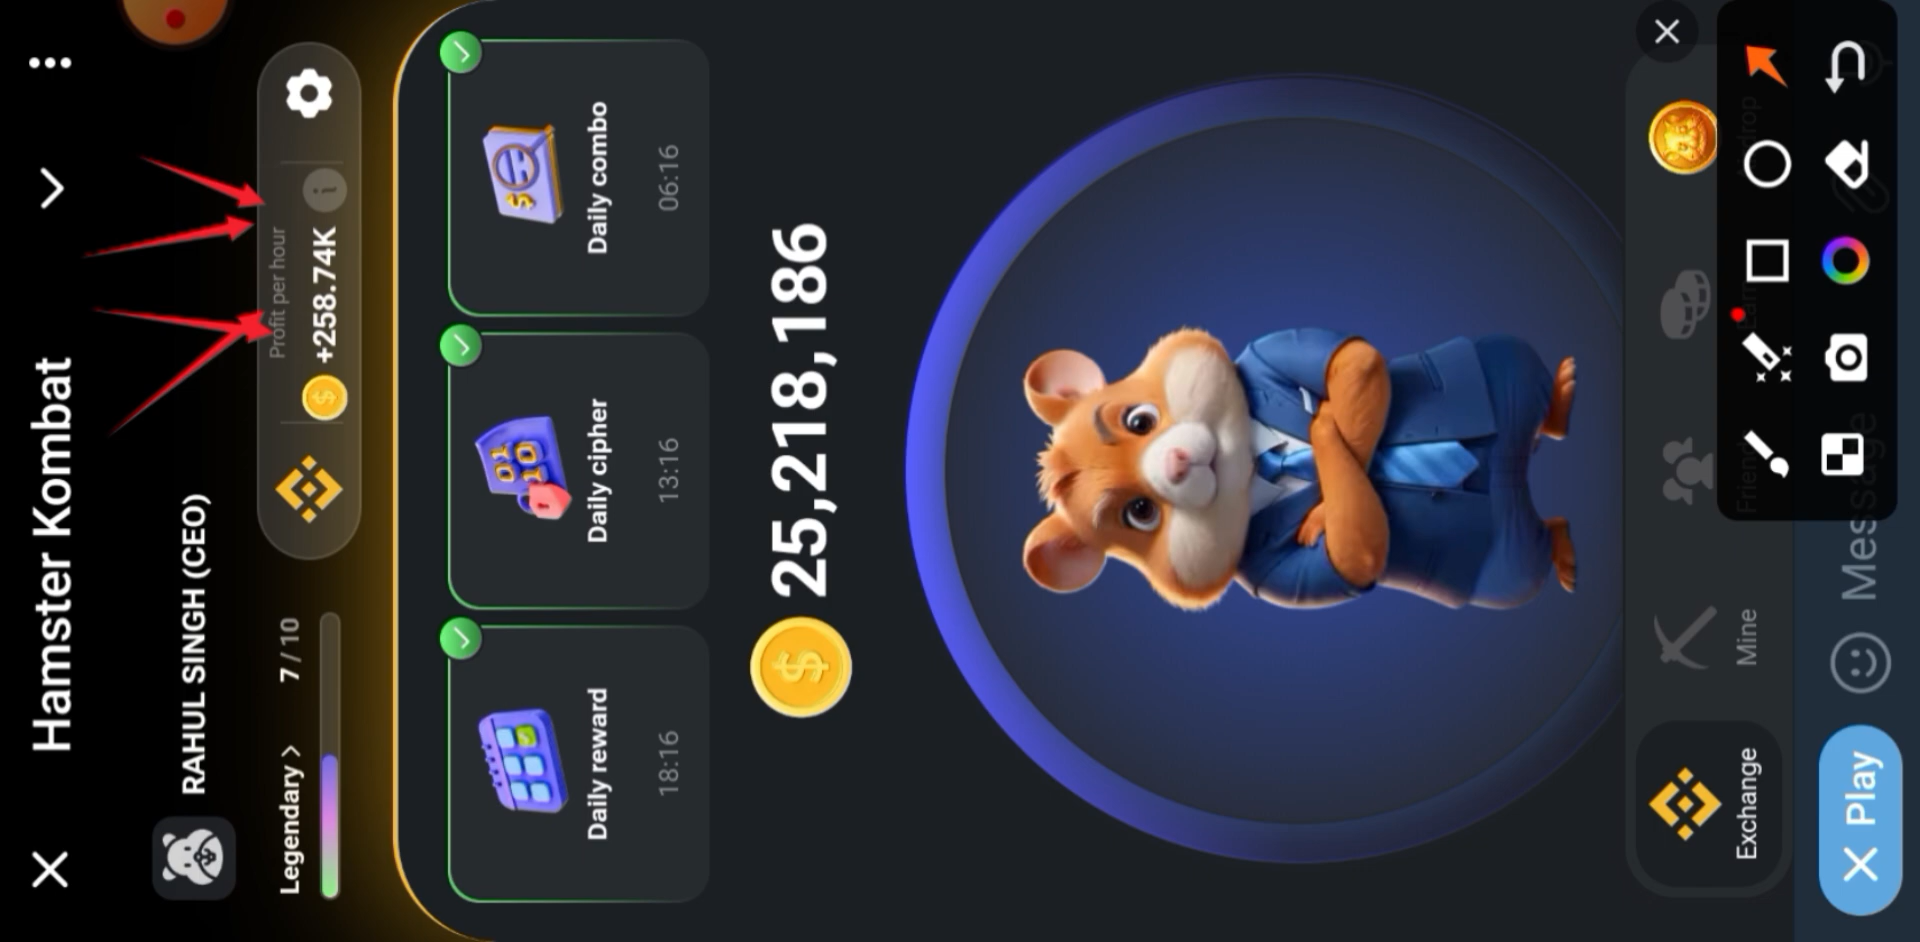 Hamster Kombat
RAHUL SINGH (CEO)
Legendary >
7 / 10
Profit per hour
+258.74K
Daily reward
18:16
Daily cipher
13:16
Daily combo
06:16
25,218,186
Exchange
Mine
Play
Message